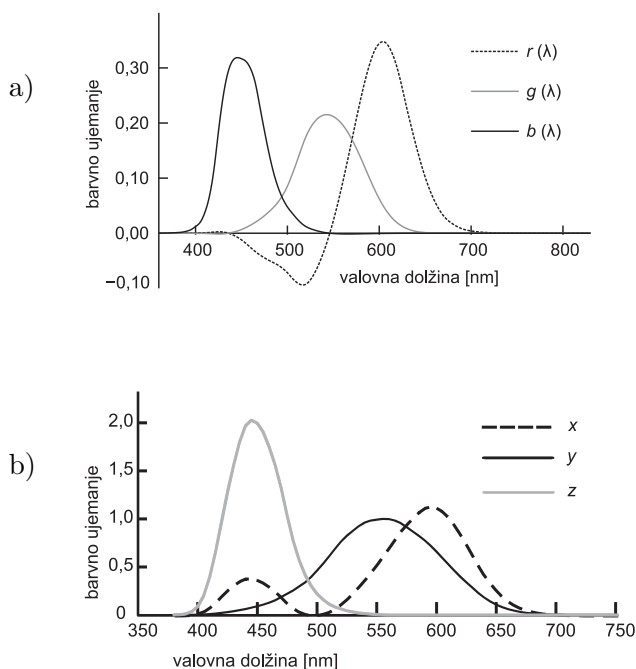 a)
barvno ujemanje
0,30
0,20
0,10
0,00
−0,10
400 500 600 700 800
valovna dolžina [nm]
r (λ)
g (λ)
b (λ)
b)
barvno ujemanje
2,0
1,5
1,0
0,5
0
350 400 450 500 550 600 650 700 750
valovna dolžina [nm]
x
y
z